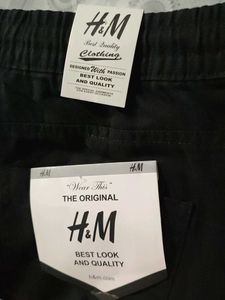 H&M
Best Quality
Clothing
DESIGNED With PASSION
BEST LOOK
AND QUALITY
H&M
H&M
"Wear This"
THE ORIGINAL
H&M
BEST LOOK
AND QUALITY